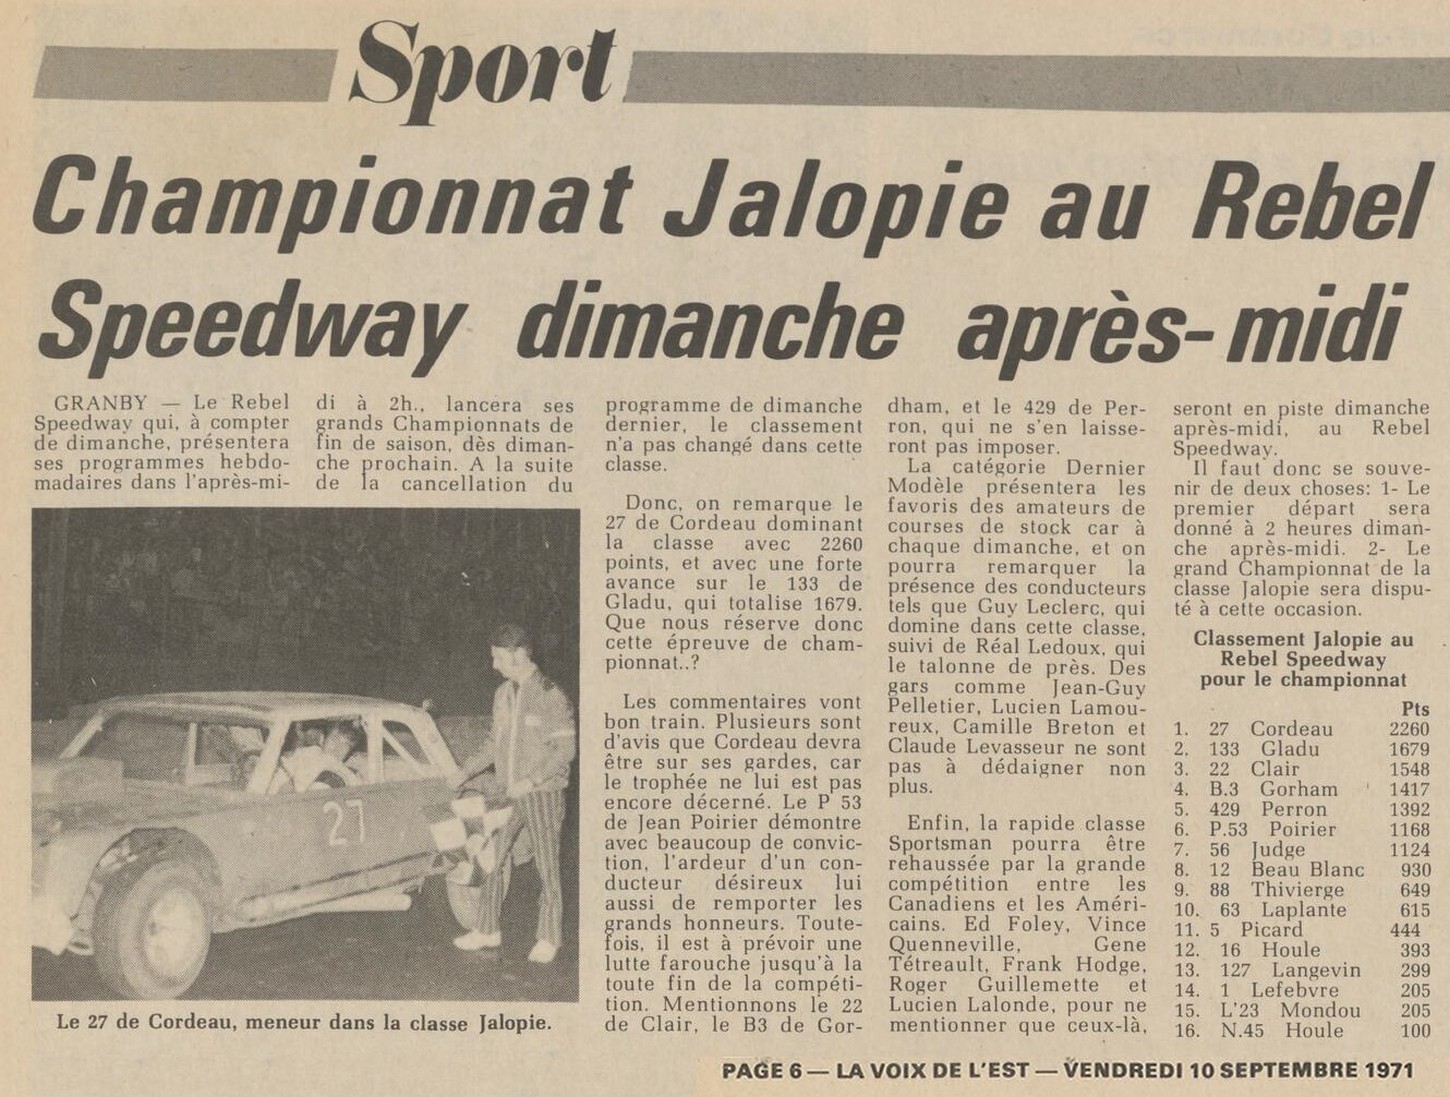 Sport
Championnat Jalopie au Rebel
Speedway dimanche après-midi
GRANBY — Le Rebel
Speedway qui, à compter
de dimanche, présentera
ses programmes hebdo-
madaires dans l'après-mi-
di à 2h., lancera ses
grands Championnats de
fin de saison, dès diman-
che prochain. A la suite
de la cancellation du
27
Le 27 de Cordeau, meneur dans la classe Jalopie.
programme de dimanche
dernier, le classement
n'a pas changé dans cette
classe.
Donc, on remarque le
27 de Cordeau dominant
la classe avec 2260
points, et avec une forte
avance sur le 133 de
Gladu, qui totalise 1679.
Que nous réserve donc
cette épreuve de cham-
pionnat..?
Les commentaires vont
bon train. Plusieurs sont
d'avis que Cordeau devra
être sur ses gardes, car
le trophée ne lui est pas
encore décerné. Le P 53
de Jean Poirier démontre
avec beaucoup de convic-
tion, l'ardeur d'un con-
ducteur désireux lui
aussi de remporter les
grands honneurs. Toute-
fois, il est à prévoir une
lutte farouche jusqu'à la
toute fin de la compéti-
tion. Mentionnons le 22
de Clair, le B3 de Gor-
dham, et le 429 de Per-
ron, qui ne s'en laisse-
ront pas imposer.
La catégorie Dernier
Modèle présentera les
favoris des amateurs de
courses de stock car à
chaque dimanche, et on
pourra remarquer la
présence des conducteurs
tels que Guy Leclerc, qui
domine dans cette classe,
suivi de Réal Ledoux, qui
le talonne de près. Des
gars comme Jean-Guy
Pelletier, Lucien Lamou-
reux, Camille Breton et
Claude Levasseur ne sont
pas à dédaigner non
plus.
Enfin, la rapide classe
Sportsman pourra être
rehaussée par la grande
compétition entre les
Canadiens et les Améri-
cains. Ed Foley, Vince
Quenneville, Gene
Tétreault, Frank Hodge,
Roger Guillemette et
Lucien Lalonde, pour ne
mentionner que ceux-là,
seront en piste dimanche
après-midi, au Rebel
Speedway.
Il faut donc se souve-
nir de deux choses: 1- Le
premier départ sera
donné à 2 heures diman-
che après-midi. 2- Le
grand Championnat de la
classe Jalopie sera dispu-
té à cette occasion.
Classement Jalopie au
Rebel Speedway
pour le championnat
Pts
1. 27 Cordeau 2260
2. 133 Gladu 1679
3. 22 Clair 1548
4. B.3 Gorham 1417
5. 429 Perron 1392
6. P.53 Poirier 1168
7. 56 Judge 1124
8. 12 Beau Blanc 930
9. 88 Thivierge 649
10. 63 Laplante 615
11. 5 Picard 444
12. 16 Houle 393
13. 127 Langevin 299
14. 1 Lefebvre 205
15. L'23 Mondou 205
16. N.45 Houle 100
PAGE 6 — LA VOIX DE L'EST — VENDREDI 10 SEPTEMBRE 1971